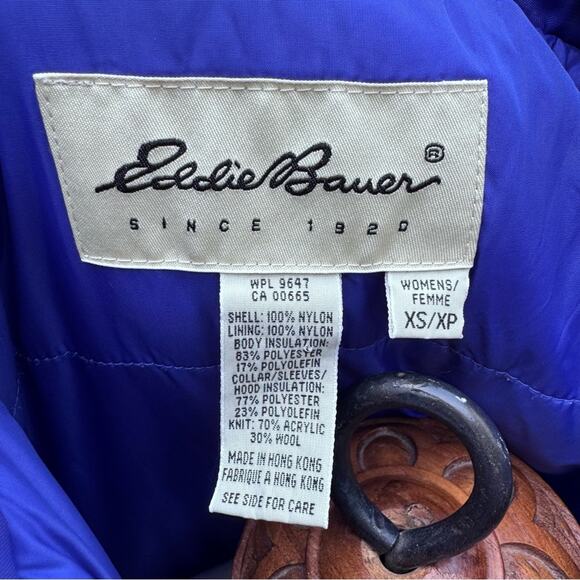 Eddie Bauer®
SINCE 1920
WPL 9647
CA 00665
SHELL: 100% NYLON
LINING: 100% NYLON
BODY INSULATION:
83% POLYESTER
17% POLYOLEFIN
COLLAR/SLEEVES/
HOOD INSULATION:
77% POLYESTER
23% POLYOLEFIN
KNIT: 70% ACRYLIC
30% WOOL
MADE IN HONG KONG
FABRIQUE A HONG KONG
SEE SIDE FOR CARE
WOMENS/
FEMME
XS/XP